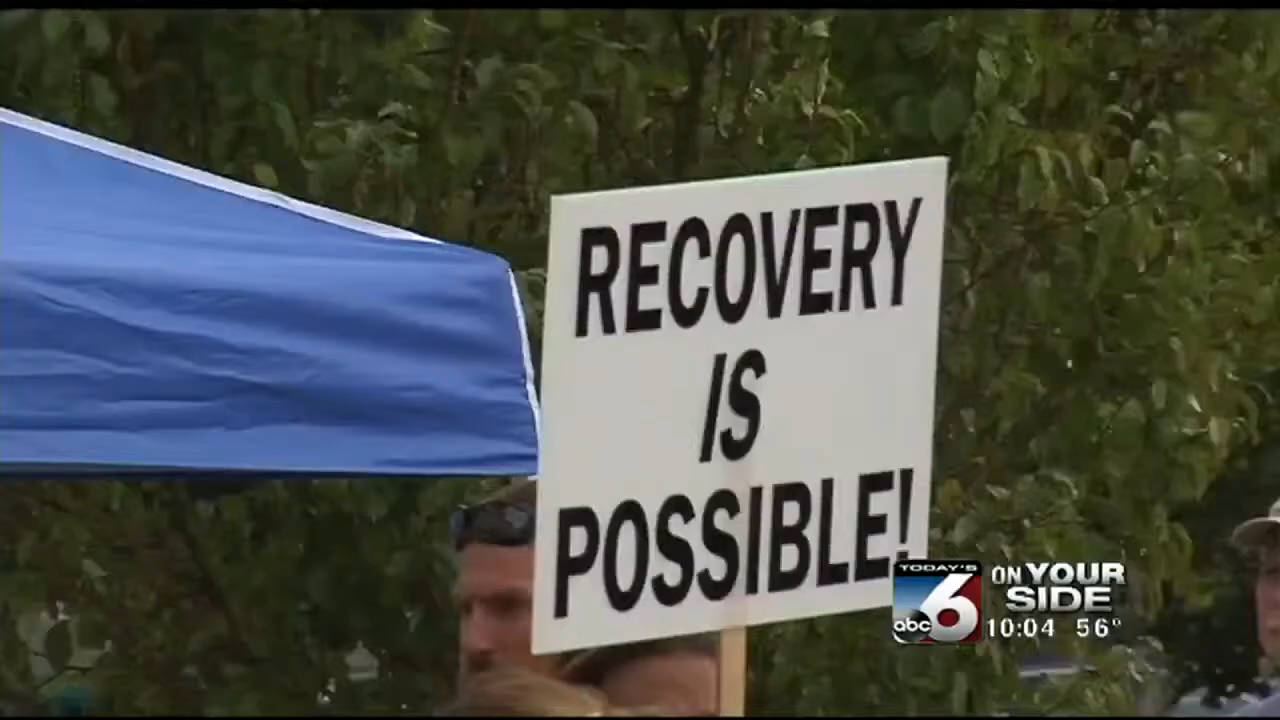 RECOVERY
IS
POSSIBLE!
TODAY'S
6
abc
ON YOUR
SIDE
10:04 56°